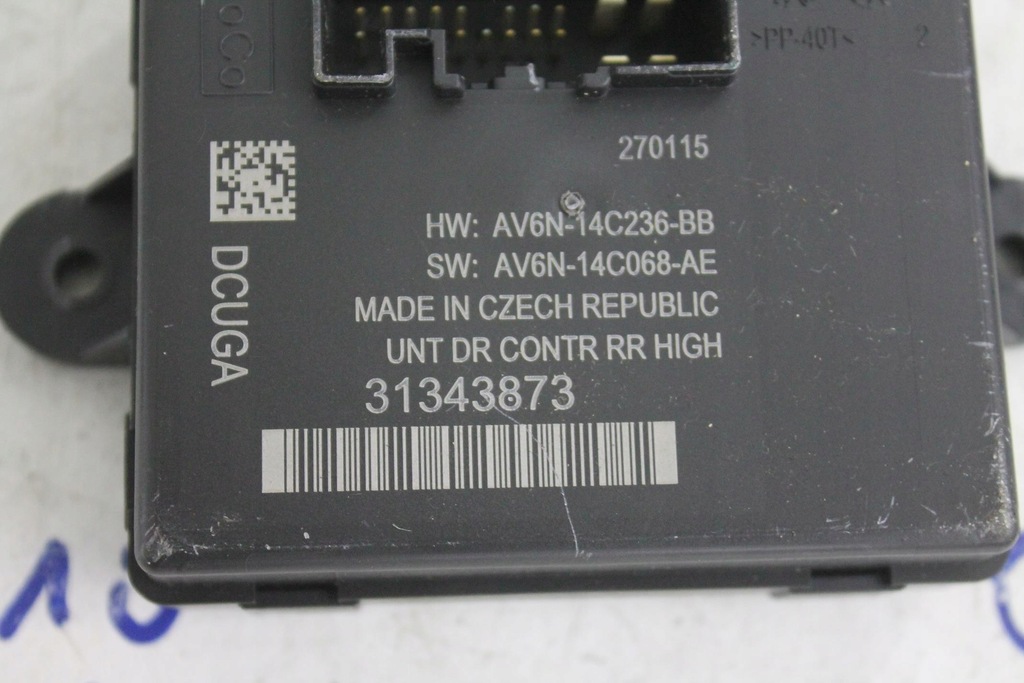 >PP-40T<
2
270115
HW: AV6N-14C236-BB
SW: AV6N-14C068-AE
MADE IN CZECH REPUBLIC
UNT DR CONTR RR HIGH
31343873
DCUGA
10